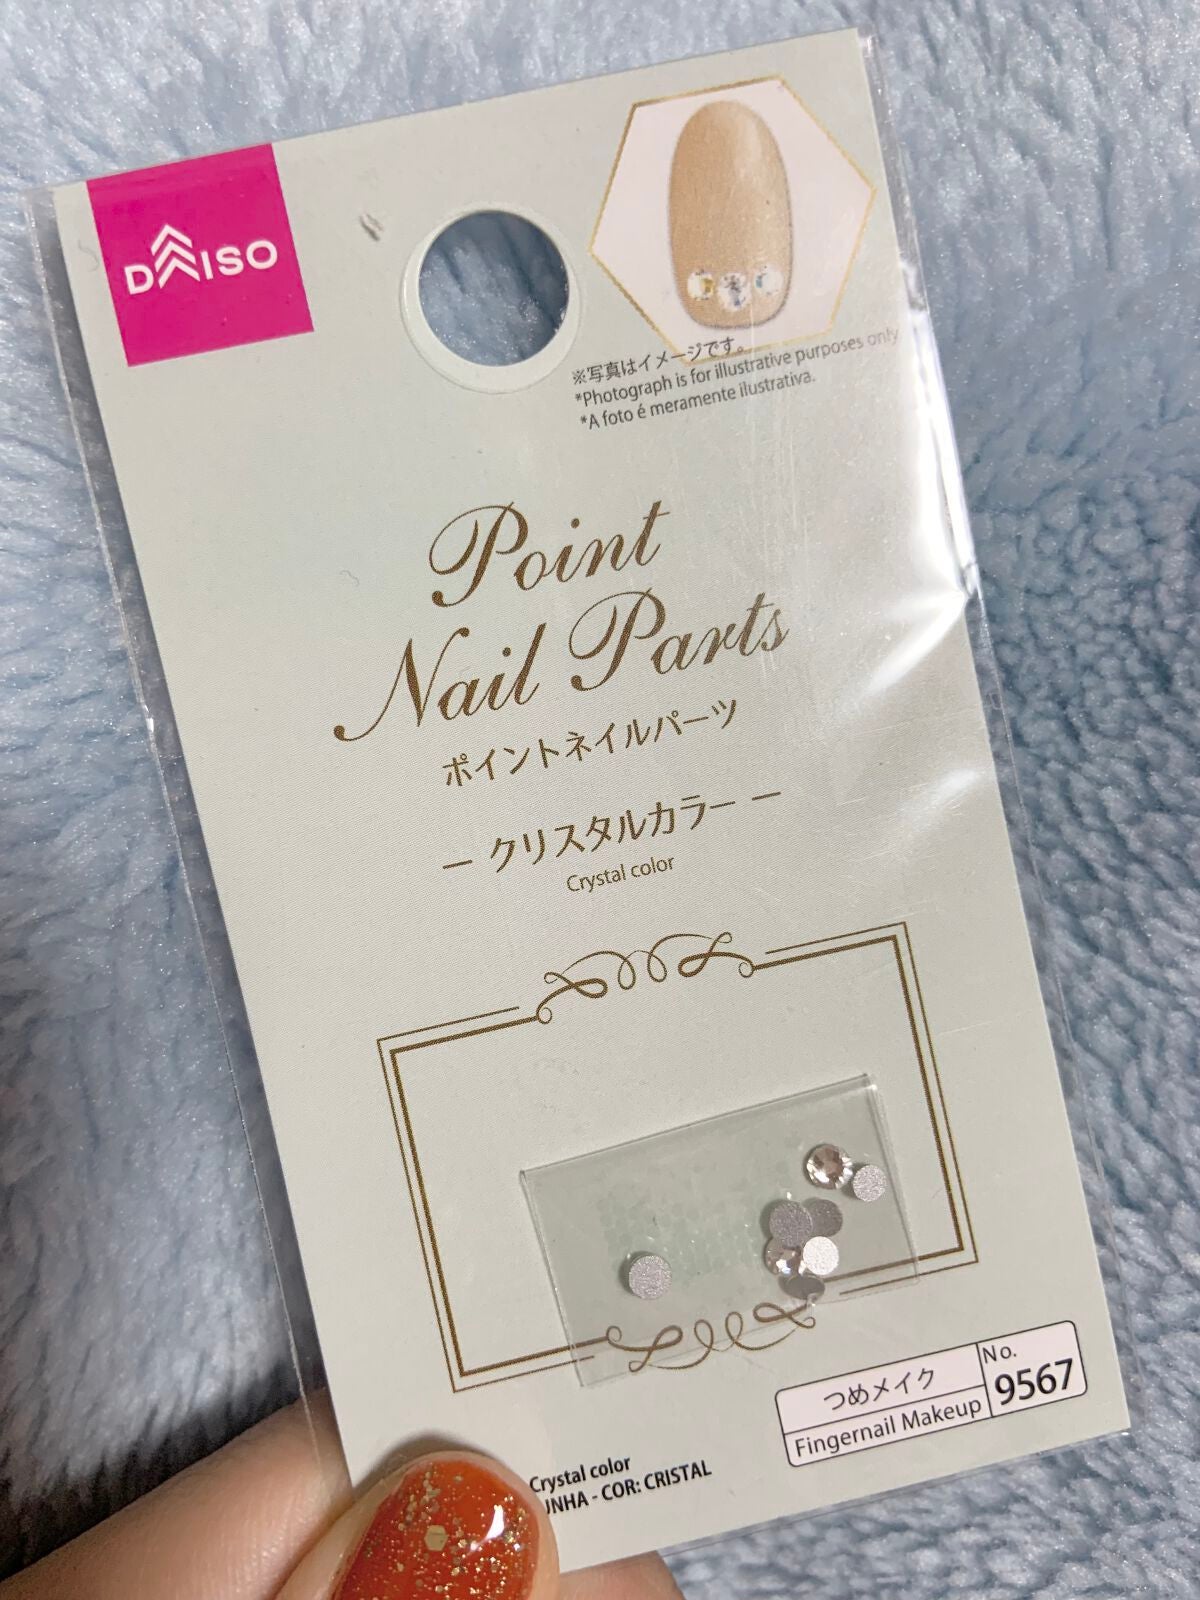 DAISO
※写真はイメージです。
*Photograph is for illustrative purposes only
*A foto é meramente ilustrativa.
Point
Nail Parts
ポイントネイルパーツ
– クリスタルカラー –
Crystal color
つめメイク
Fingernail Makeup
No.
9567
Crystal color
UNHA - COR: CRISTAL